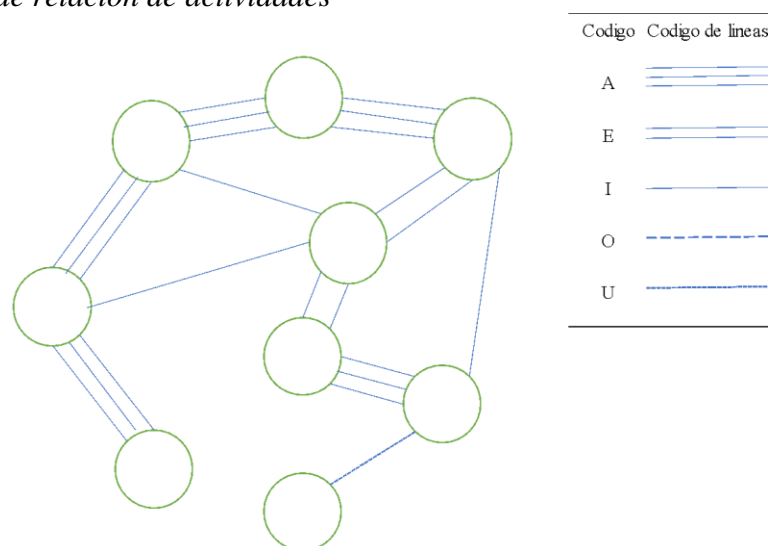 de relación de actividades
Codigo Codigo de lineas
A
E
I
O
U